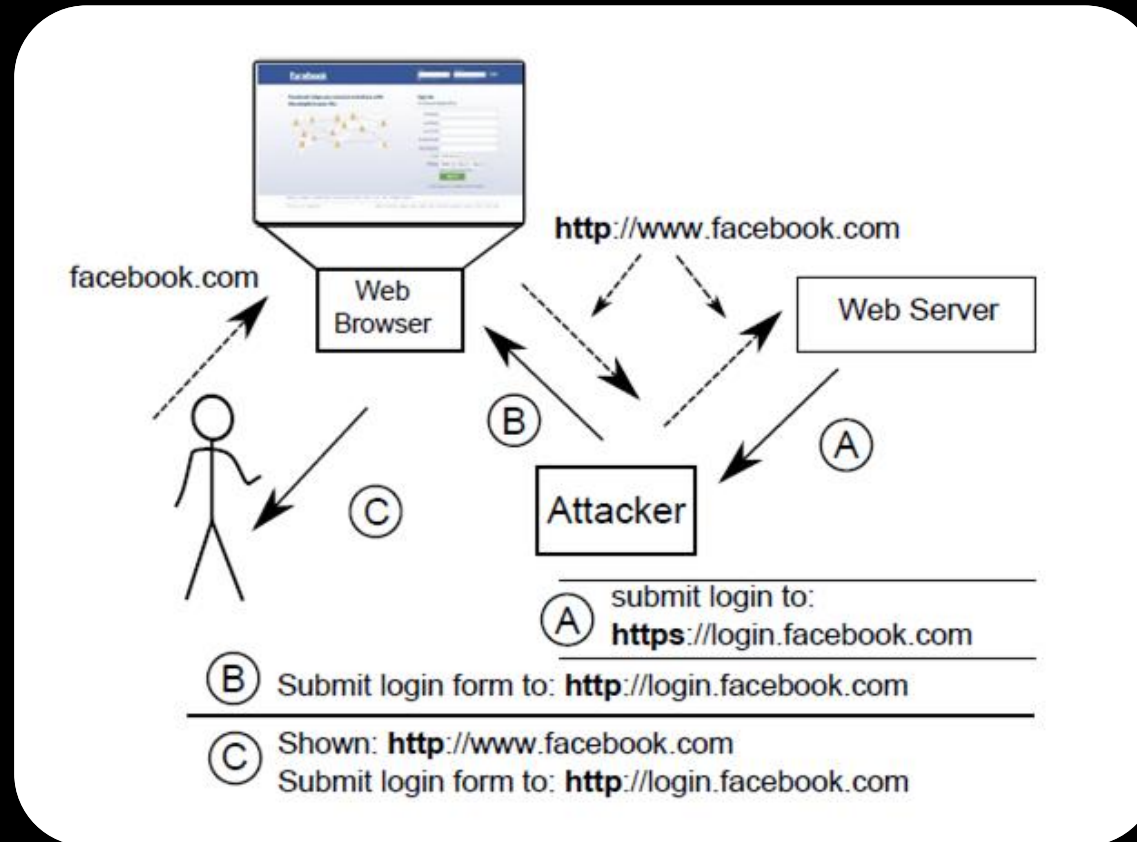 facebook
http://www.facebook.com
facebook.com
Web
Browser
Web Server
B
A
C
Attacker
A submit login to:
https://login.facebook.com
B Submit login form to: http://login.facebook.com
C Shown: http://www.facebook.com
Submit login form to: http://login.facebook.com